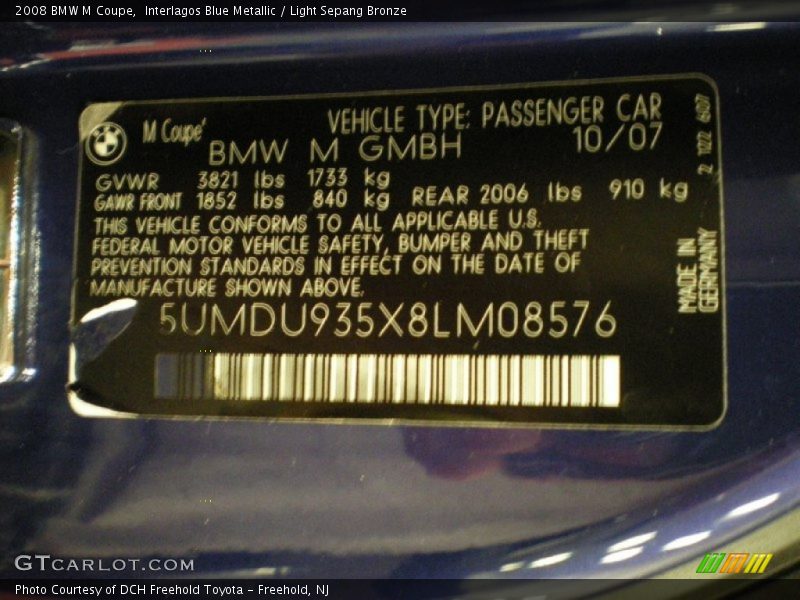 2008 BMW M Coupe,  Interlagos Blue Metallic / Light Sepang Bronze
M Coupe'
VEHICLE TYPE: PASSENGER CAR
BMW M GMBH
10/07
GVWR 3821 lbs 1733 kg
GAWR FRONT 1852 lbs 840 kg REAR 2006 lbs 910 kg
THIS VEHICLE CONFORMS TO ALL APPLICABLE U.S.
FEDERAL MOTOR VEHICLE SAFETY, BUMPER AND THEFT
PREVENTION STANDARDS IN EFFECT ON THE DATE OF
MANUFACTURE SHOWN ABOVE.
5UMDU935X8LM08576
MADE IN
GERMANY
GTCARLOT.COM
Photo Courtesy of DCH Freehold Toyota - Freehold, NJ